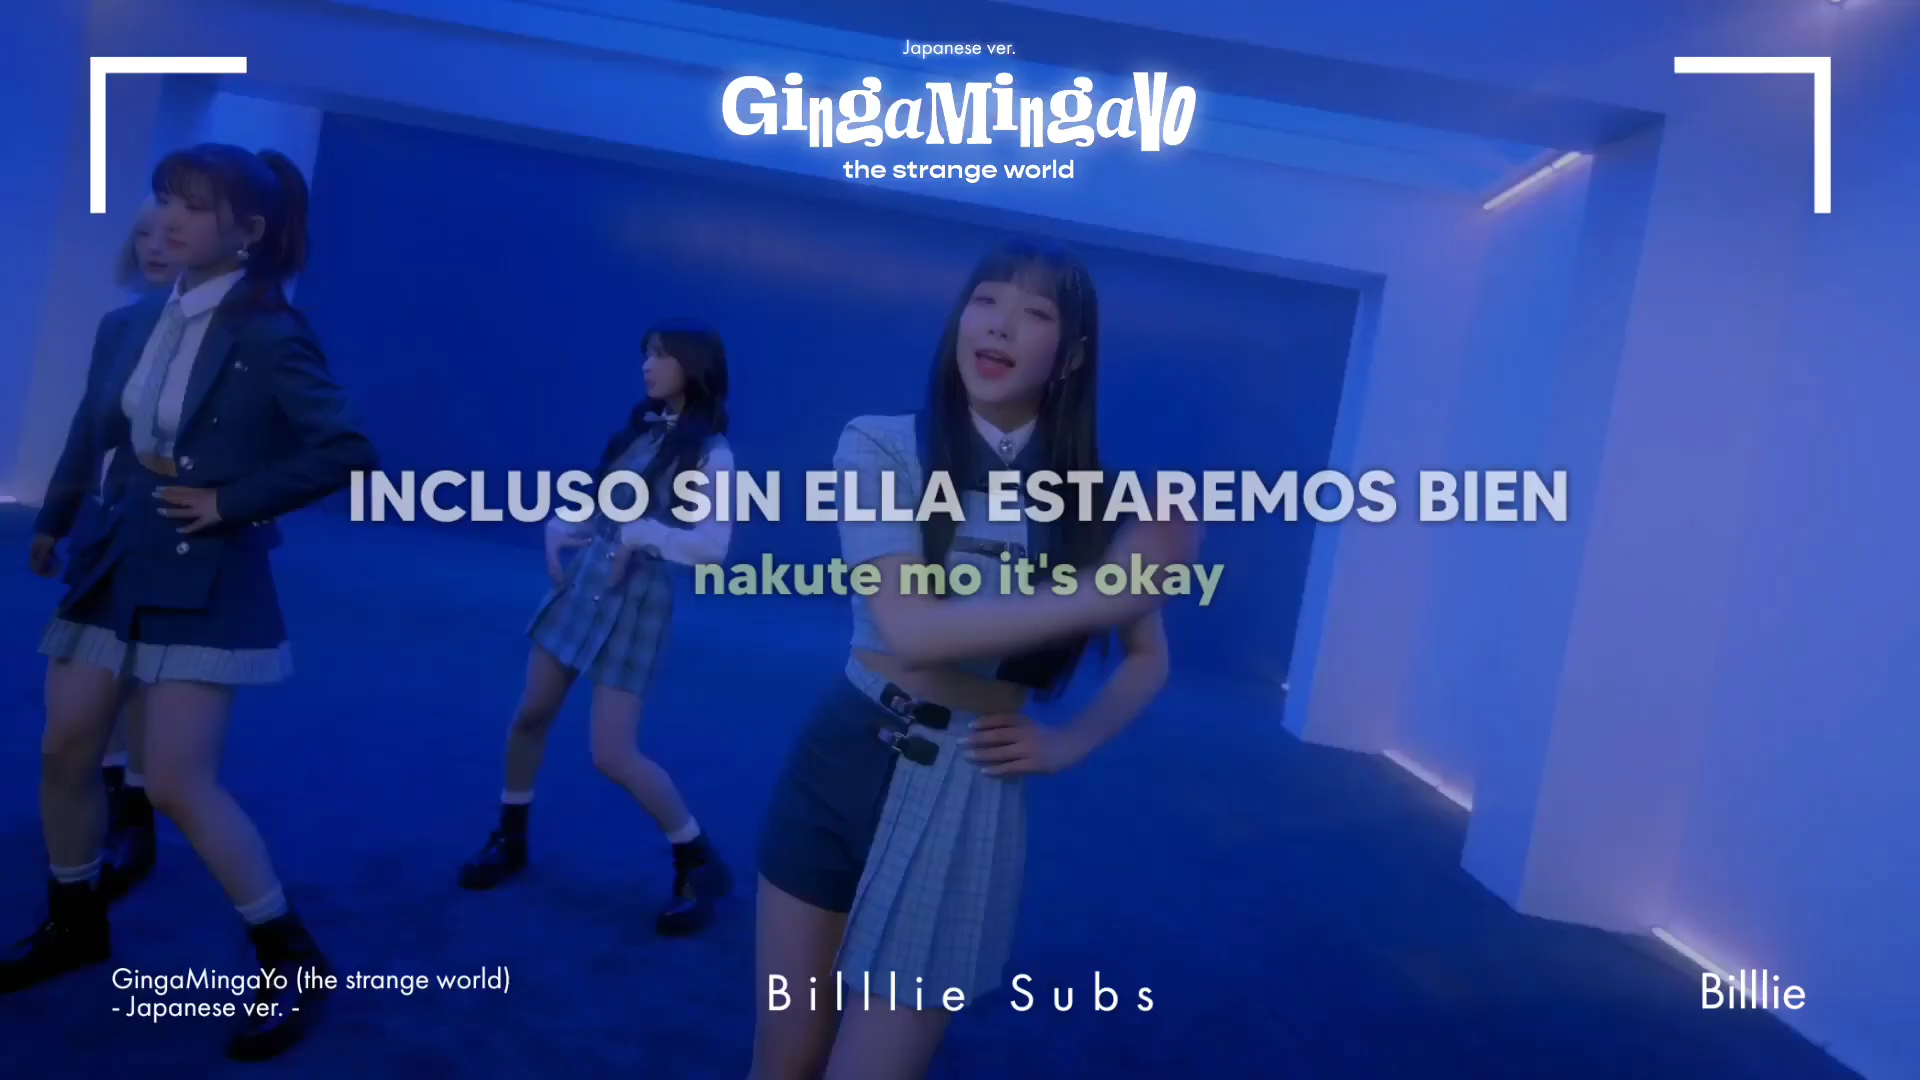 Japanese ver.
GingaMingaYo
the strange world
INCLUSO SIN ELLA ESTAREMOS BIEN
nakute mo it's okay
GingaMingaYo (the strange world)
- Japanese ver. -
Billlie Subs
Billlie